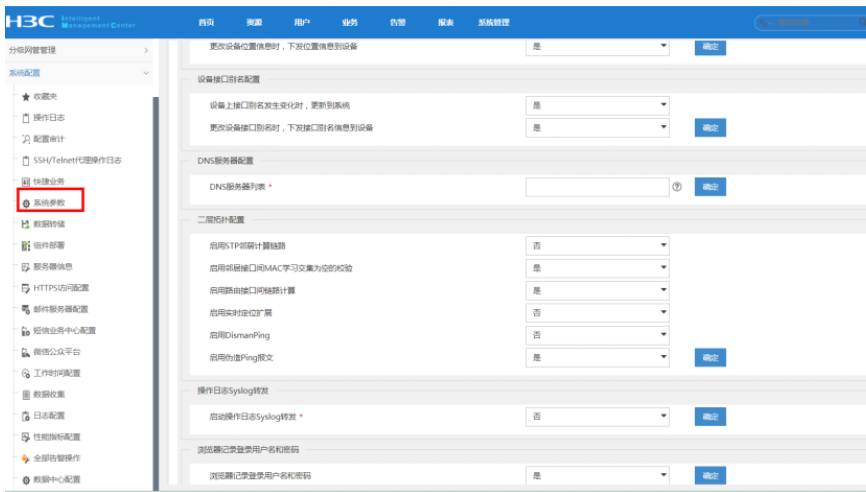 H3C Intelligent Management Center
首页 资源 用户 业务 告警 报表 系统管理
分级网管管理
系统配置
收藏夹
操作日志
配置审计
SSH/Telnet代理操作日志
快捷业务
系统参数
数据转储
组件部署
服务器信息
HTTPS访问配置
邮件服务器配置
短信业务中心配置
微信公众平台
工作时间配置
数据收集
日志配置
性能指标配置
全部告警操作
数据中心配置
更改设备位置信息时，下发位置信息到设备 是 确定
设备接口别名配置
设备上接口别名发生变化时，更新到系统 是
更改设备接口别名时，下发接口别名信息到设备 是 确定
DNS服务器配置
DNS服务器列表 * 确定
二层拓扑配置
启用STP邻居计算链路 否
启用邻居接口间MAC学习交集为空的校验 是
启用路由接口间链路计算 是
启用实时定位扩展 否
启用DismanPing 否
启用伪造Ping报文 是 确定
操作日志Syslog转发
启动操作日志Syslog转发 * 否 确定
浏览器记录登录用户名和密码
浏览器记录登录用户名和密码 是 确定